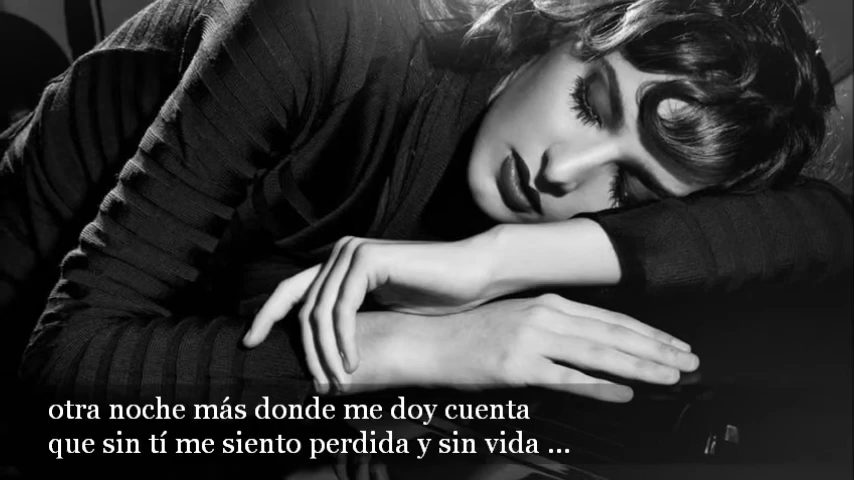 otra noche más donde me doy cuenta
que sin tí me siento perdida y sin vida ...